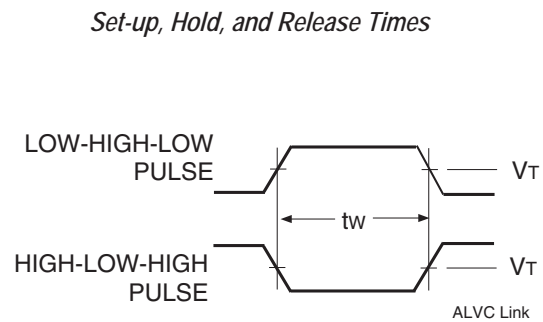 Set-up, Hold, and Release Times
LOW-HIGH-LOW
PULSE
VT
tw
HIGH-LOW-HIGH
PULSE
VT
ALVC Link